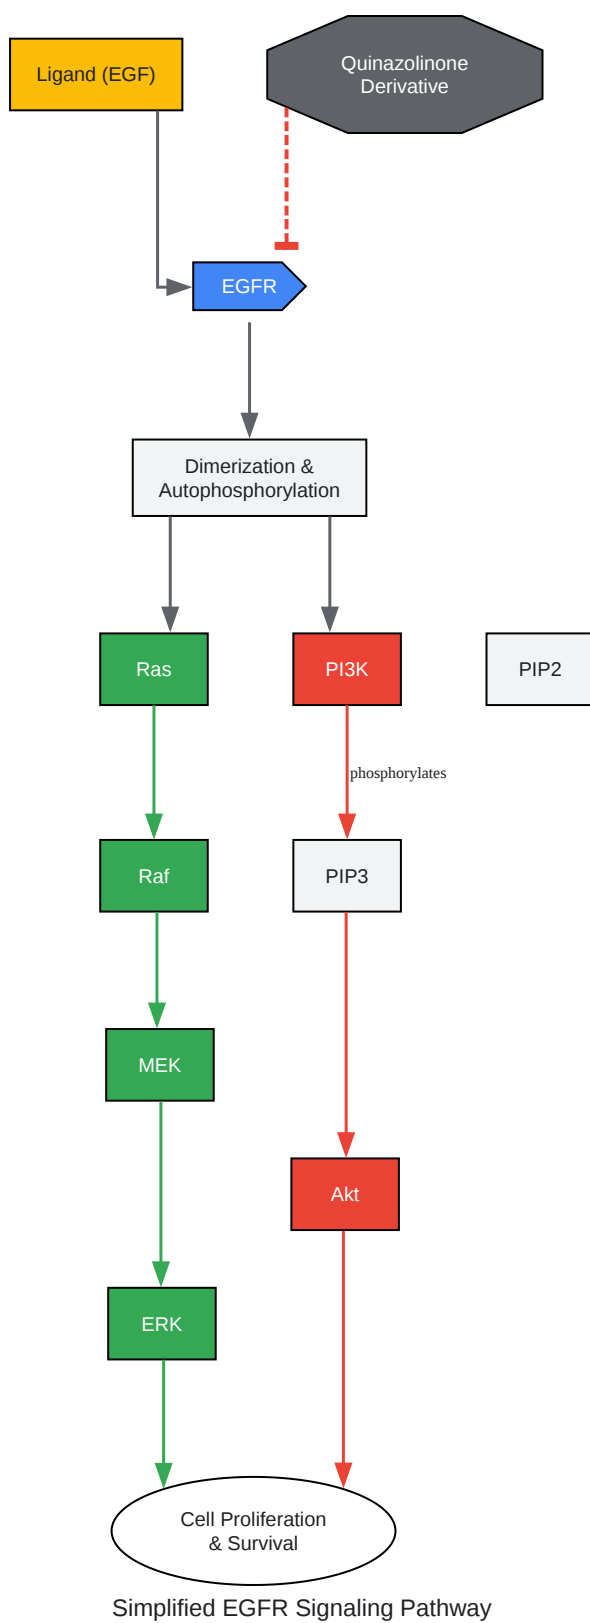 Ligand (EGF)
Quinazolinone
Derivative
EGFR
Dimerization &
Autophosphorylation
Ras
PI3K
PIP2
phosphorylates
Raf
PIP3
MEK
Akt
ERK
Cell Proliferation
& Survival
Simplified EGFR Signaling Pathway